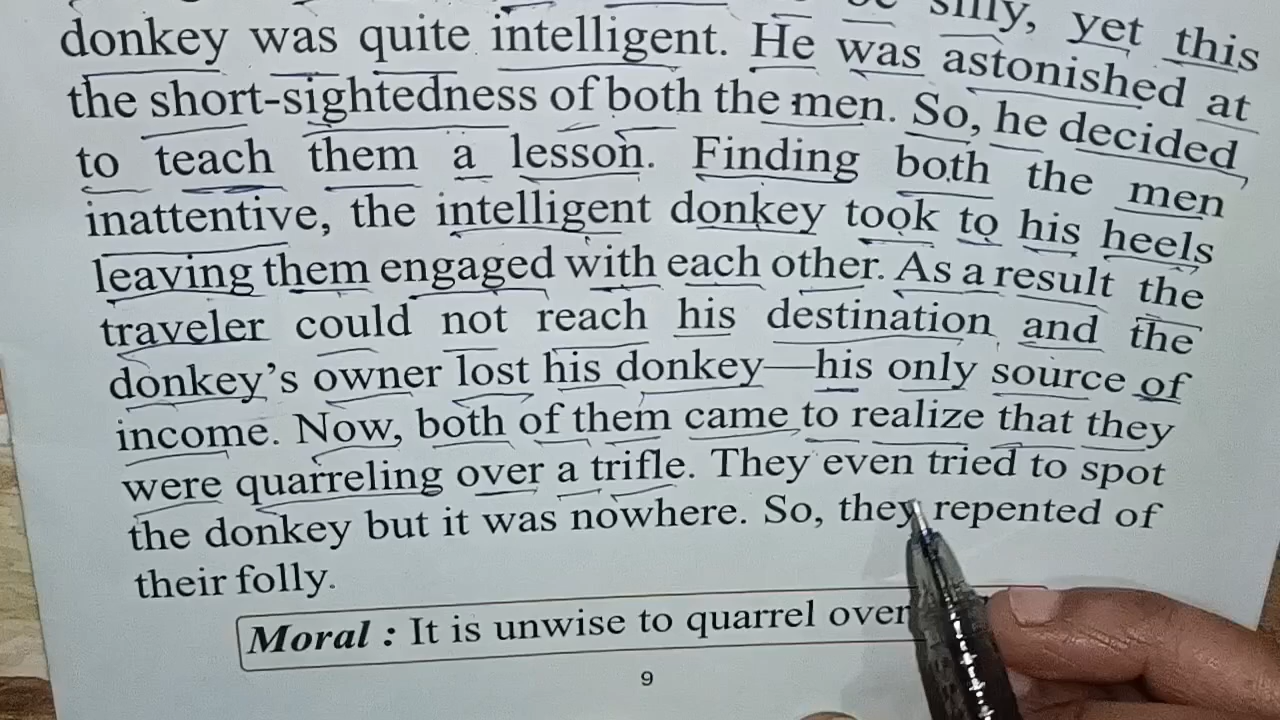 silly, yet this
donkey was quite intelligent. He was astonished at
the short-sightedness of both the men. So, he decided
to teach them a lesson. Finding both the men
inattentive, the intelligent donkey took to his heels
leaving them engaged with each other. As a result the
traveler could not reach his destination and the
donkey's owner lost his donkey—his only source of
income. Now, both of them came to realize that they
were quarreling over a trifle. They even tried to spot
the donkey but it was nowhere. So, they repented of
their folly.
Moral : It is unwise to quarrel over
9